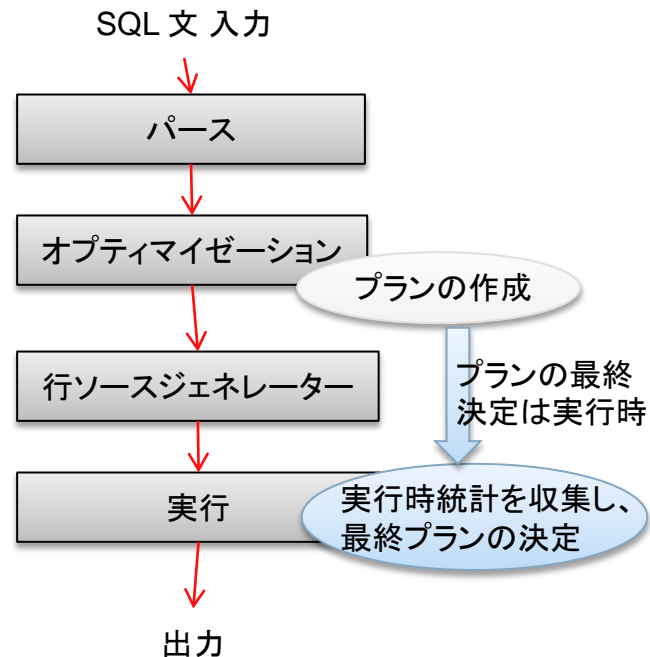 SQL 文 入力
パース
オプティマイゼーション
プランの作成
行ソースジェネレーター
プランの最終
決定は実行時
実行
実行時統計を収集し、
最終プランの決定
出力